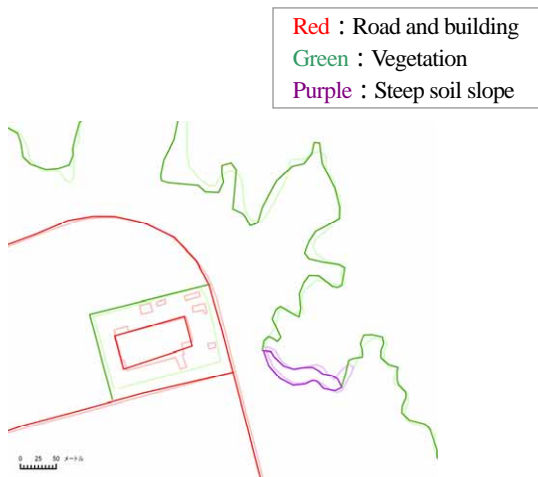 Red：Road and building
Green：Vegetation
Purple：Steep soil slope
0 25 50 メートル